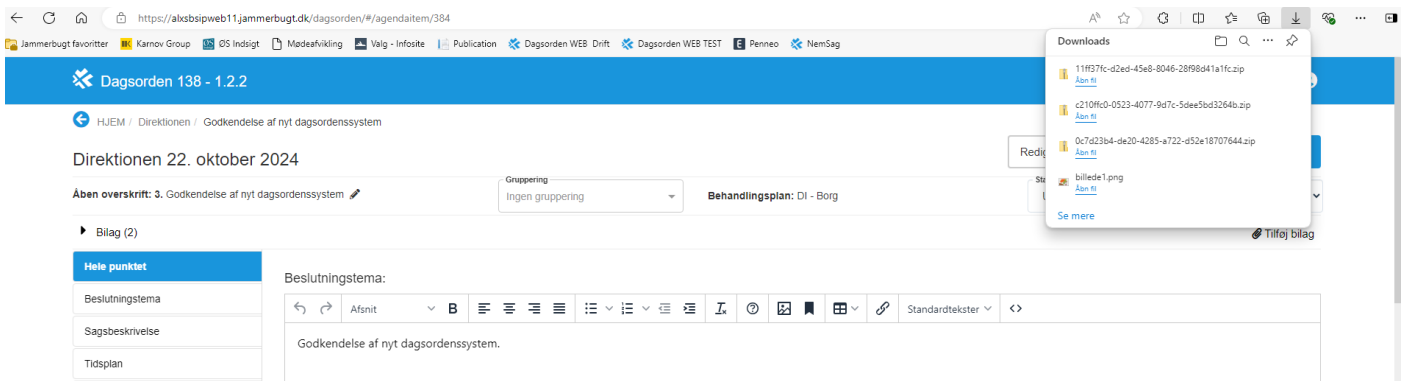 https://alxsbsipweb11.jammerbugt.dk/dagsorden/#/agendaitem/384
Jammerbugt favoritter Karnov Group ØS Indsigt Mødeafvikling Valg - Infosite Publication Dagsorden WEB Drift Dagsorden WEB TEST Penneo NemSag
Downloads
11ff37fc-d2ed-45e8-8046-28f98d41a1fc.zip
Åbn fil
c210ffc0-0523-4077-9d7c-5dee5bd3264b.zip
Åbn fil
0c7d23b4-de20-4285-a722-d52e18707644.zip
Åbn fil
billede1.png
Åbn fil
Se mere
Dagsorden 138 - 1.2.2
HJEM / Direktionen / Godkendelse af nyt dagsordenssystem
Direktionen 22. oktober 2024
Åben overskrift: 3. Godkendelse af nyt dagsordenssystem
Gruppering
Ingen gruppering
Behandlingsplan: DI - Borg
Bilag (2)
Tilføj bilag
Hele punktet
Beslutningstema
Sagsbeskrivelse
Tidsplan
Beslutningstema:
Afsnit B Standardtekster
Godkendelse af nyt dagsordenssystem.